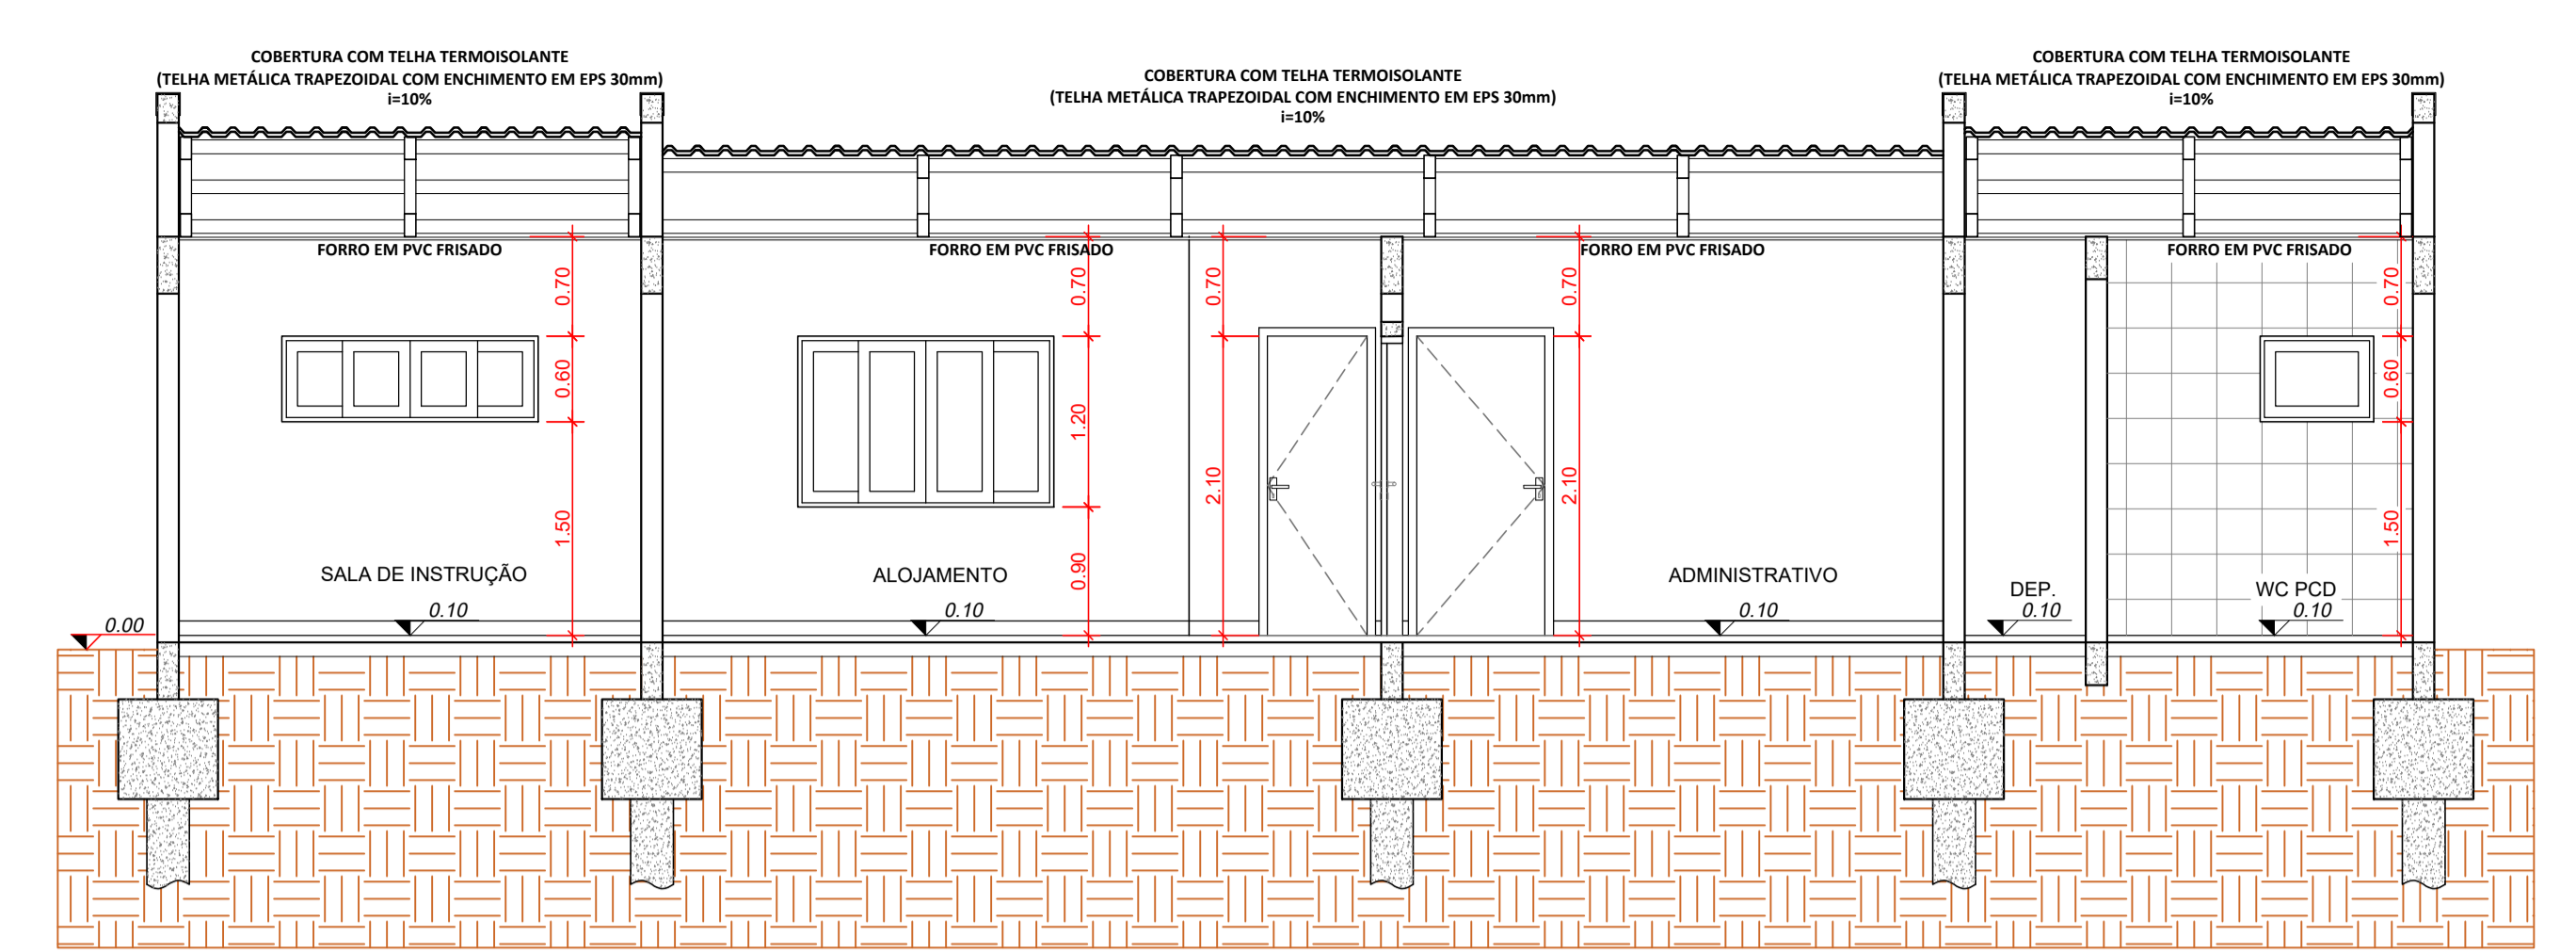 COBERTURA COM TELHA TERMOISOLANTE
(TELHA METÁLICA TRAPEZOIDAL COM ENCHIMENTO EM EPS 30mm)
i=10%
COBERTURA COM TELHA TERMOISOLANTE
(TELHA METÁLICA TRAPEZOIDAL COM ENCHIMENTO EM EPS 30mm)
i=10%
COBERTURA COM TELHA TERMOISOLANTE
(TELHA METÁLICA TRAPEZOIDAL COM ENCHIMENTO EM EPS 30mm)
i=10%
FORRO EM PVC FRISADO
FORRO EM PVC FRISADO
FORRO EM PVC FRISADO
FORRO EM PVC FRISADO
0.70
0.70
0.70
0.70
0.70
0.60
1.20
0.60
2.10
2.10
1.50
0.90
1.50
SALA DE INSTRUÇÃO
ALOJAMENTO
ADMINISTRATIVO
DEP.
WC PCD
0.00
0.10
0.10
0.10
0.10
0.10